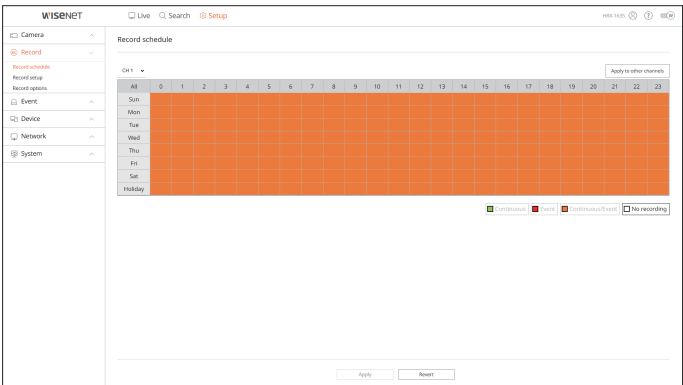 WISENET Live Search Setup HRX-1635 ?
Camera
Record
Record schedule
Record setup
Record options
Event
Device
Network
System
Record schedule
CH 1 Apply to other channels
All 0 1 2 3 4 5 6 7 8 9 10 11 12 13 14 15 16 17 18 19 20 21 22 23
Sun
Mon
Tue
Wed
Thu
Fri
Sat
Holiday
Continuous Event Continuous/Event No recording
Apply Revert